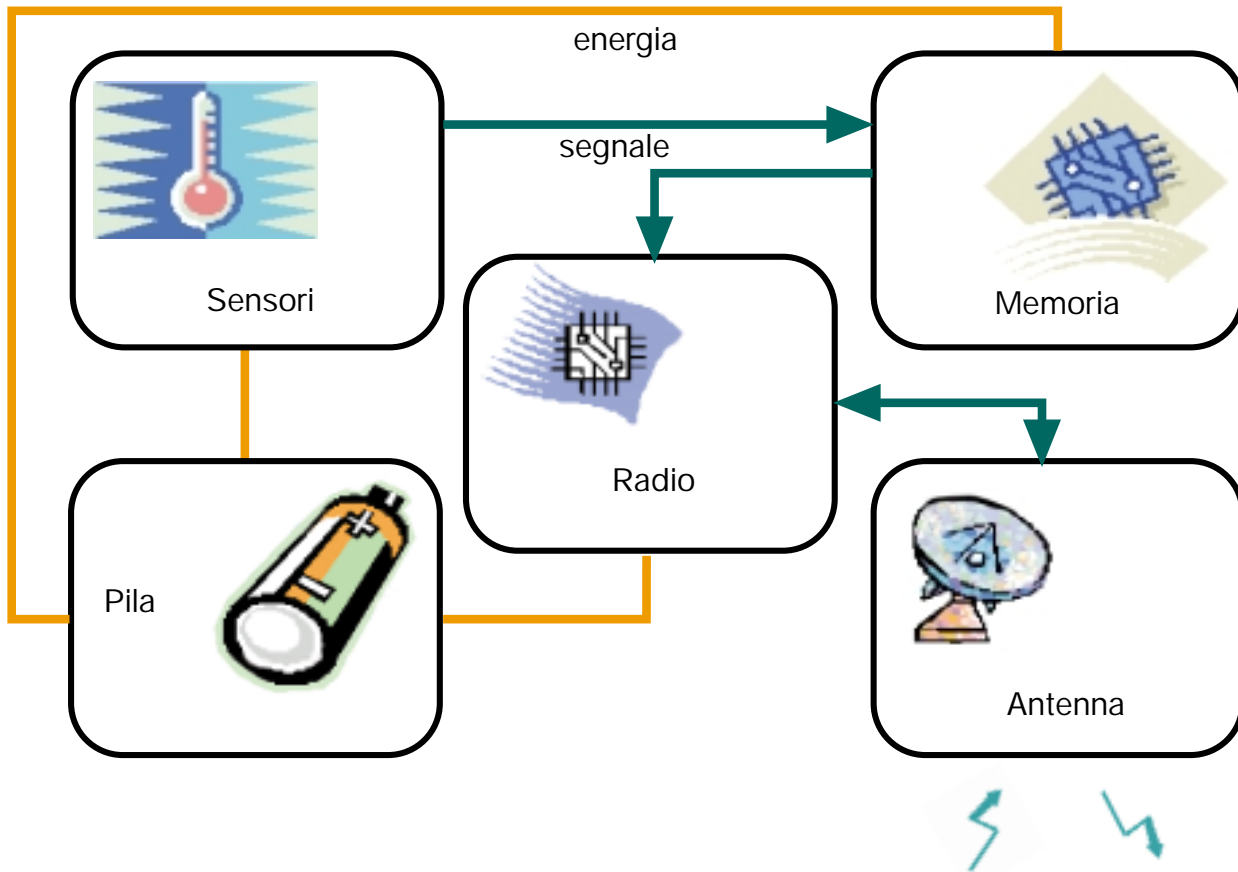 energia
segnale
Sensori
Memoria
Radio
Pila
Antenna